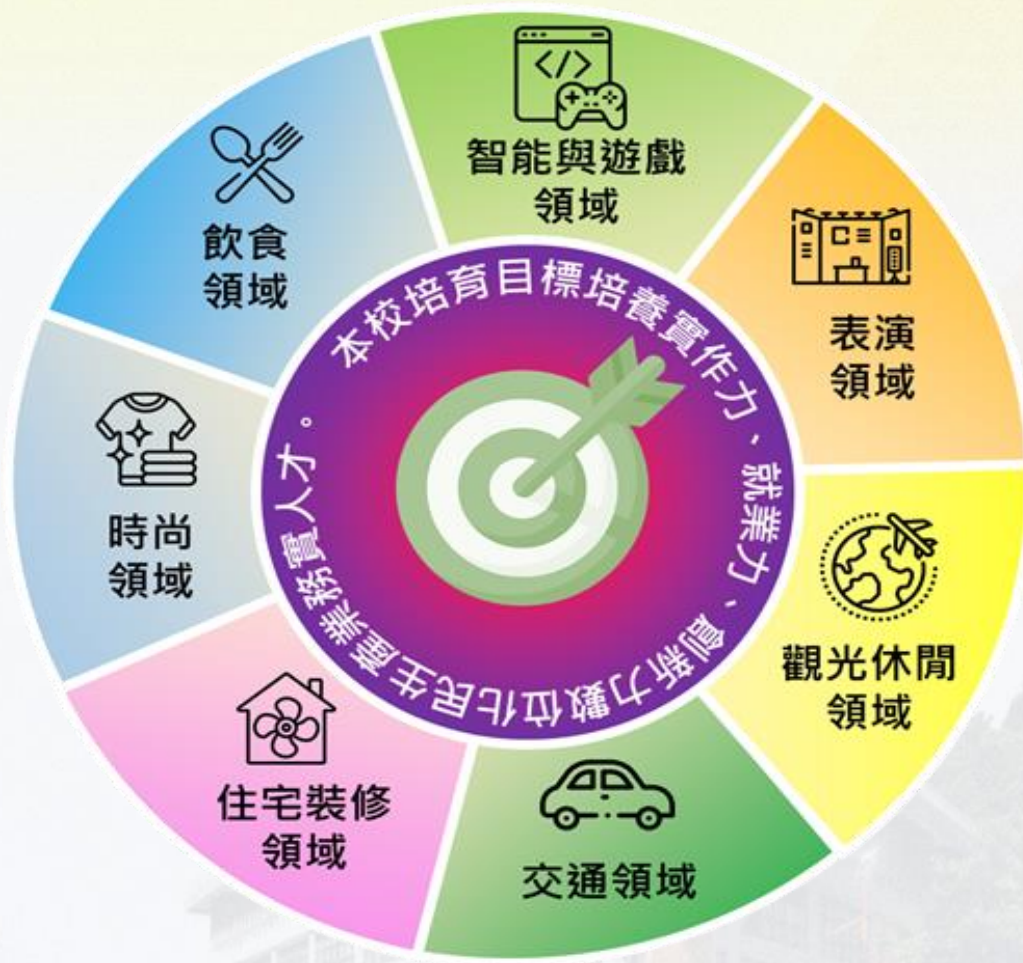 智能與遊戲
領域
表演
領域
觀光休閒
領域
交通領域
住宅裝修
領域
時尚
領域
飲食
領域
本校培育目標培養實作力、就業力、創新力數位化民生產業務實人才。